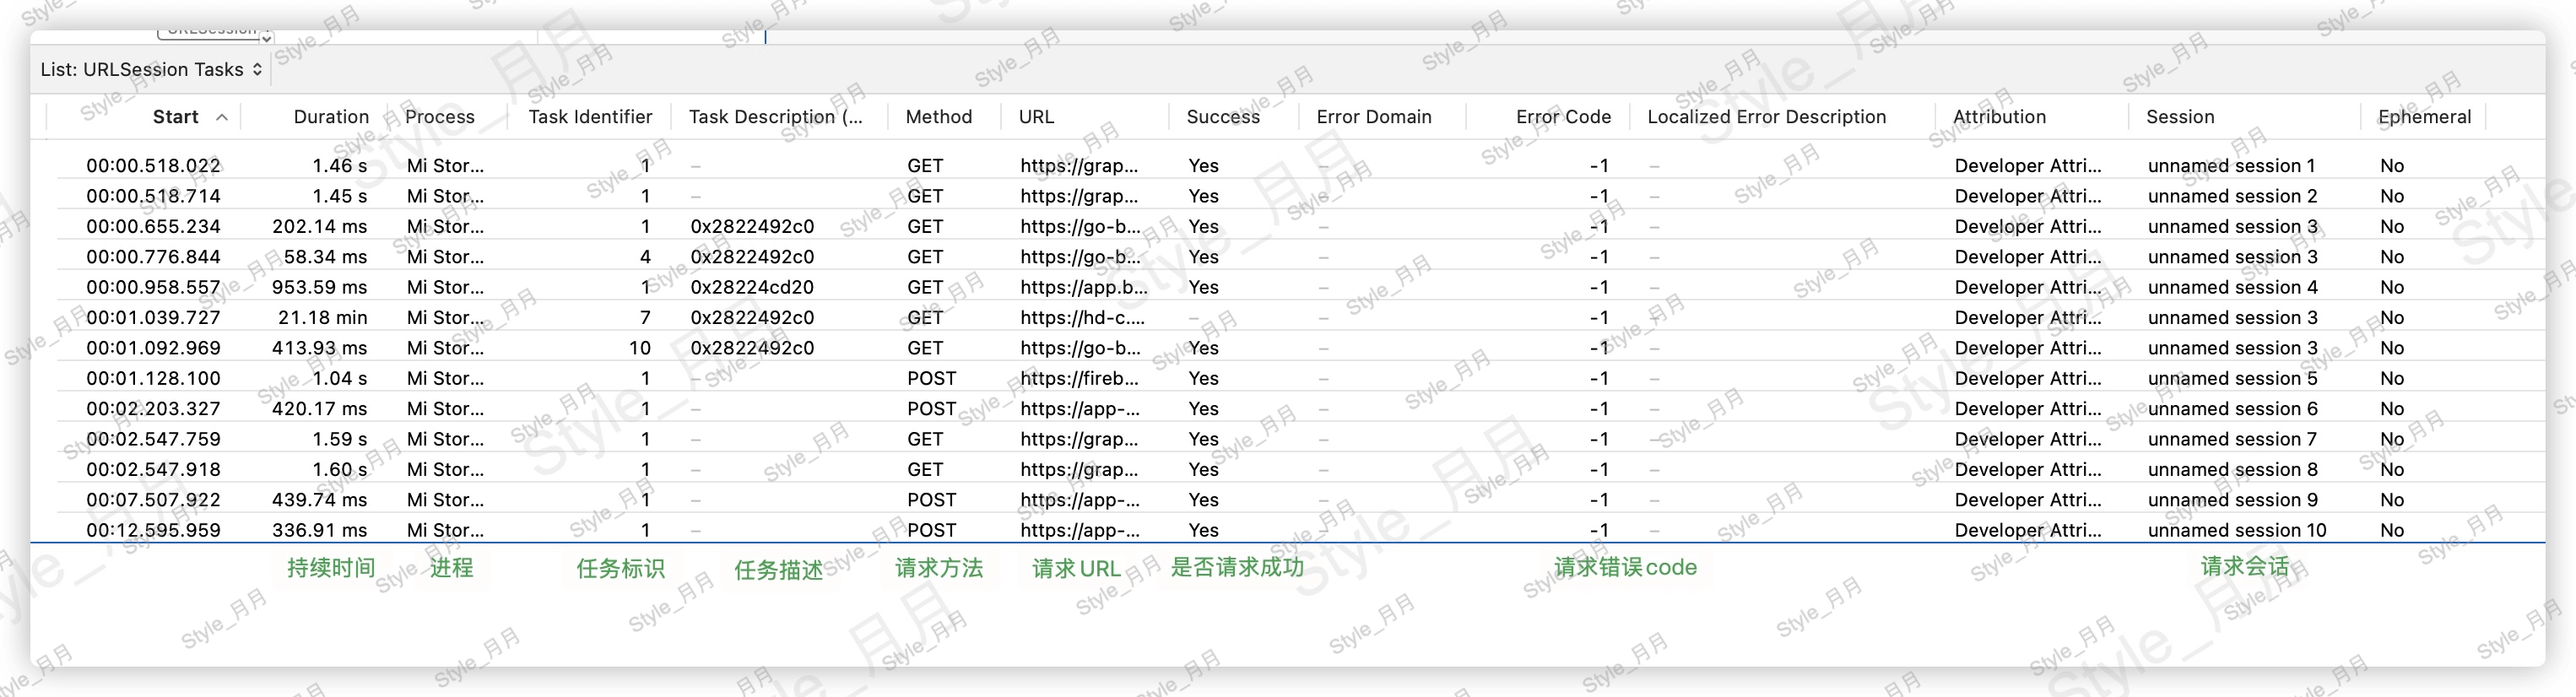 List: URLSession Tasks
Start Duration Process Task Identifier Task Description (... Method URL Success Error Domain Error Code Localized Error Description Attribution Session Ephemeral
00:00.518.022 1.46 s Mi Stor... 1 – GET https://grap... Yes – -1 – Developer Attri... unnamed session 1 No
00:00.518.714 1.45 s Mi Stor... 1 – GET https://grap... Yes – -1 – Developer Attri... unnamed session 2 No
00:00.655.234 202.14 ms Mi Stor... 1 0x2822492c0 GET https://go-b... Yes – -1 – Developer Attri... unnamed session 3 No
00:00.776.844 58.34 ms Mi Stor... 4 0x2822492c0 GET https://go-b... Yes – -1 – Developer Attri... unnamed session 3 No
00:00.958.557 953.59 ms Mi Stor... 1 0x28224cd20 GET https://app.b... Yes – -1 – Developer Attri... unnamed session 4 No
00:01.039.727 21.18 min Mi Stor... 7 0x2822492c0 GET https://hd-c.... – – -1 – Developer Attri... unnamed session 3 No
00:01.092.969 413.93 ms Mi Stor... 10 0x2822492c0 GET https://go-b... Yes – -1 – Developer Attri... unnamed session 3 No
00:01.128.100 1.04 s Mi Stor... 1 – POST https://fireb... Yes – -1 – Developer Attri... unnamed session 5 No
00:02.203.327 420.17 ms Mi Stor... 1 – POST https://app-... Yes – -1 – Developer Attri... unnamed session 6 No
00:02.547.759 1.59 s Mi Stor... 1 – GET https://grap... Yes – -1 – Developer Attri... unnamed session 7 No
00:02.547.918 1.60 s Mi Stor... 1 – GET https://grap... Yes – -1 – Developer Attri... unnamed session 8 No
00:07.507.922 439.74 ms Mi Stor... 1 – POST https://app-... Yes – -1 – Developer Attri... unnamed session 9 No
00:12.595.959 336.91 ms Mi Stor... 1 – POST https://app-... Yes – -1 – Developer Attri... unnamed session 10 No
持续时间 进程 任务标识 任务描述 请求方法 请求URL 是否请求成功 请求错误code 请求会话
Style_月月